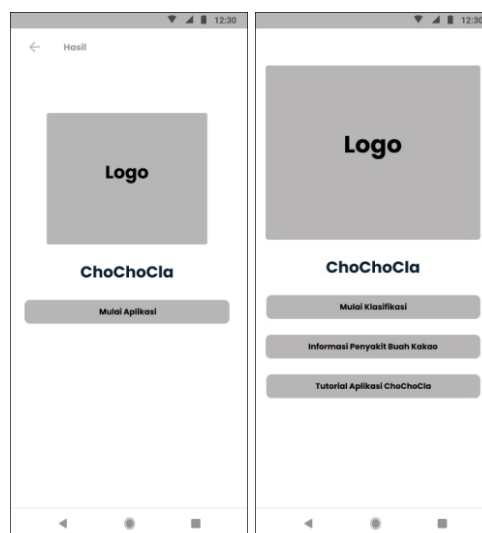 12:30
Hasil
Logo
ChoChoCla
Mulai Aplikasi
12:30
Logo
ChoChoCla
Mulai Klasifikasi
Informasi Penyakit Buah Kakao
Tutorial Aplikasi ChoChoCla